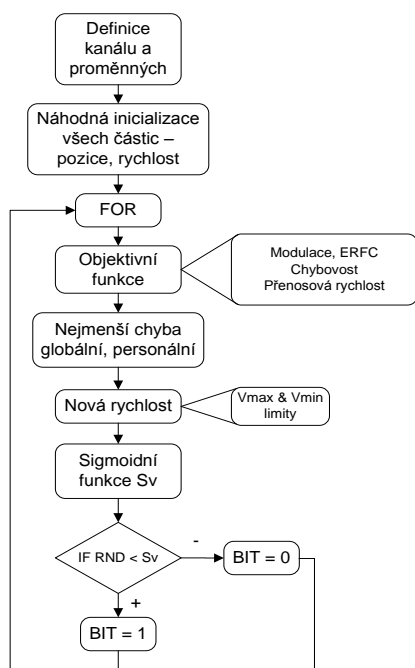 Definice
kanálu a
proměnných
Náhodná inicializace
všech částic –
pozice, rychlost
FOR
Objektivní
funkce
Modulace, ERFC
Chybovost
Přenosová rychlost
Nejmenší chyba
globální, personální
Nová rychlost
Vmax & Vmin
limity
Sigmoidní
funkce Sv
IF RND < Sv
-
BIT = 0
+
BIT = 1